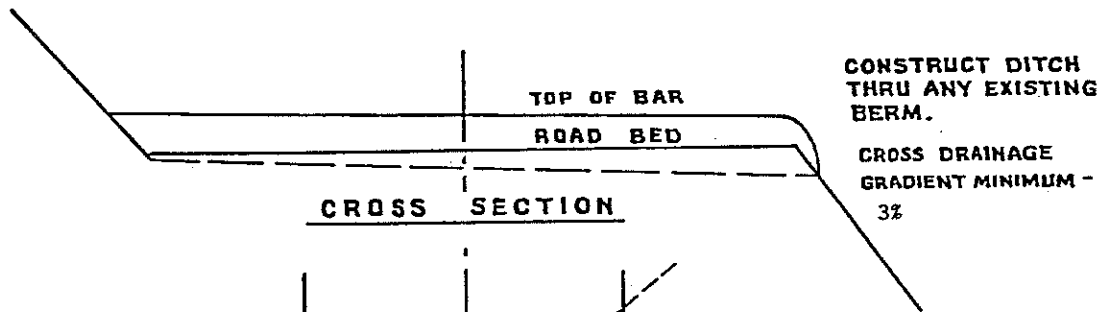 TOP OF BAR
ROAD BED
CROSS SECTION
CONSTRUCT DITCH
THRU ANY EXISTING
BERM.
CROSS DRAINAGE
GRADIENT MINIMUM -
3%